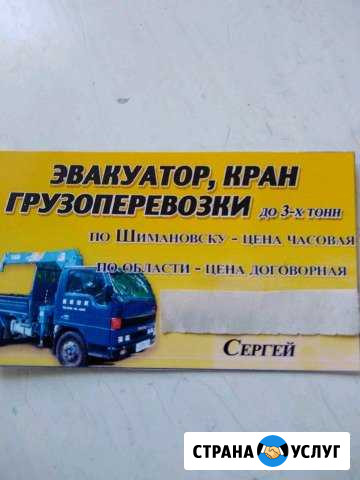 ЭВАКУАТОР, КРАН
ГРУЗОПЕРЕВОЗКИ до 3-х тонн
по Шимановску - цена часовая
по области - цена договорная
Сергей
СТРАНА УСЛУГ